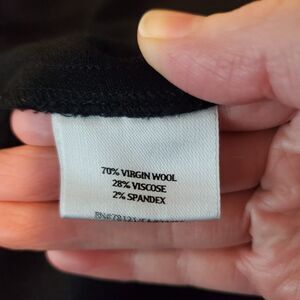 70% VIRGIN WOOL
28% VISCOSE
2% SPANDEX